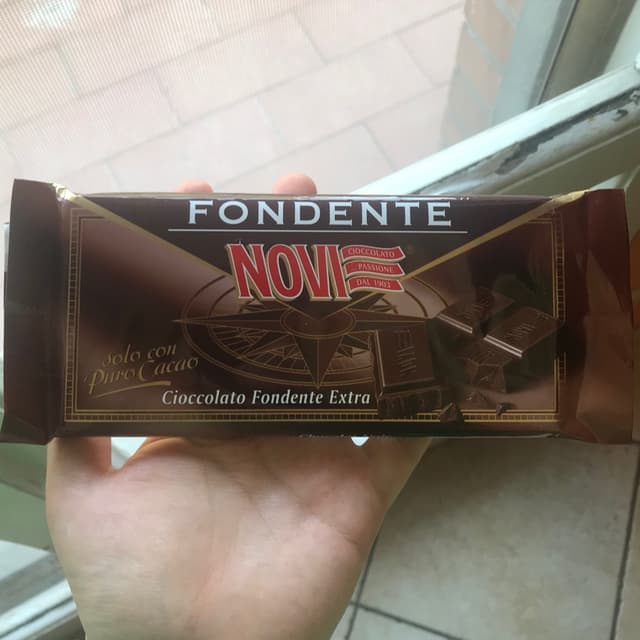 FONDENTE
NOVI
CIOCCOLATO
PASSIONE
DAL 1903
solo con
Puro Cacao
Cioccolato Fondente Extra